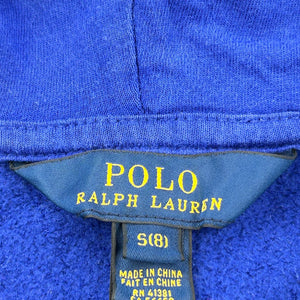 POLO
RALPH LAUREN
S(8)
MADE IN CHINA
FAIT EN CHINE
RN 41381